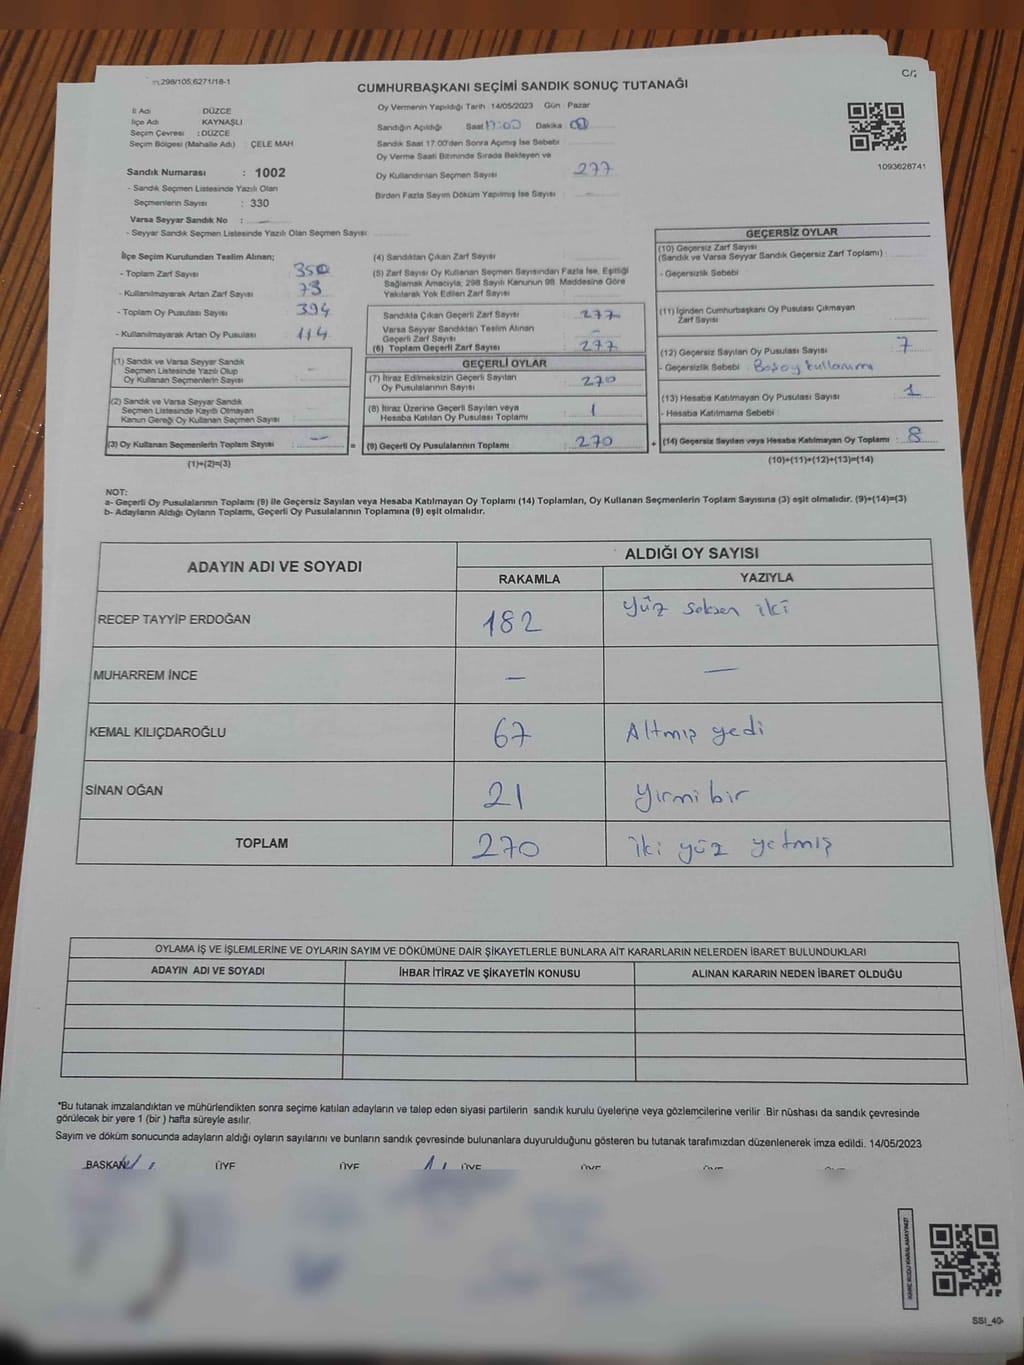 298/105;6271/18-1
C/
CUMHURBAŞKANI SEÇİMİ SANDIK SONUÇ TUTANAĞI
İl Adı DÜZCE
İlçe Adı KAYNAŞLI
Seçim Çevresi : DÜZCE
Seçim Bölgesi (Mahalle Adı) : ÇELE MAH
Sandık Numarası : 1002
- Sandık Seçmen Listesinde Yazılı Olan
Seçmenlerin Sayısı : 330
Varsa Seyyar Sandık No : —
- Seyyar Sandık Seçmen Listesinde Yazılı Olan Seçmen Sayısı
Oy Vermenin Yapıldığı Tarih 14/05/2023 Gün Pazar
Sandığın Açıldığı Saat 17:00 Dakika
Sandık Saat 17:00'den Sonra Açımış İse Sebebi
Oy Verme Saati Bitiminde Sırada Bekleyen ve
Oy Kullandırılan Seçmen Sayısı 277
Birden Fazla Sayım Döküm Yapılmış İse Sayısı –
1093628741
İlçe Seçim Kurulundan Teslim Alınan;
- Toplam Zarf Sayısı : 350
- Kullanılmayarak Artan Zarf Sayısı : 73
- Toplam Oy Pusulası Sayısı : 394
- Kullanılmayarak Artan Oy Pusulası : 114
(1) Sandık ve Varsa Seyyar Sandık
Seçmen Listesinde Yazılı Olup
Oy Kullanan Seçmenlerin Sayısı : –
(2) Sandık ve Varsa Seyyar Sandık
Seçmen Listesinde Kayıtlı Olmayan
Kanun Gereği Oy Kullanan Seçmen Sayısı :
(3) Oy Kullanan Seçmenlerin Toplam Sayısı : —
(1)+(2)=(3)
(4) Sandıktan Çıkan Zarf Sayısı :
(5) Zarf Sayısı Oy Kullanan Seçmen Sayısından Fazla İse, Eşitliği
Sağlamak Amacıyla; 298 Sayılı Kanunun 98. Maddesine Göre
Yakılarak Yok Edilen Zarf Sayısı :
Sandıkta Çıkan Geçerli Zarf Sayısı : 277
Varsa Seyyar Sandıktan Teslim Alınan
Geçerli Zarf Sayısı : –
(6) Toplam Geçerli Zarf Sayısı : 277
GEÇERLİ OYLAR
(7) İtiraz Edilmeksizin Geçerli Sayılan
Oy Pusulalarının Sayısı : 270
(8) İtiraz Üzerine Geçerli Sayılan veya
Hesaba Katılan Oy Pusulası Toplamı : 1
= (9) Geçerli Oy Pusulalarının Toplamı : 270 +
GEÇERSİZ OYLAR
(10) Geçersiz Zarf Sayısı
(Sandık ve Varsa Seyyar Sandık Geçersiz Zarf Toplamı) :
- Geçersizlik Sebebi :
(11) İçinden Cumhurbaşkanı Oy Pusulası Çıkmayan
Zarf Sayısı :
(12) Geçersiz Sayılan Oy Pusulası Sayısı : 7
- Geçersizlik Sebebi : kullanımı
(13) Hesaba Katılmayan Oy Pusulası Sayısı : 1
- Hesaba Katılmama Sebebi :
(14) Geçersiz Sayılan veya Hesaba Katılmayan Oy Toplamı : 8
(10)+(11)+(12)+(13)=(14)
NOT:
a- Geçerli Oy Pusulalarının Toplamı (9) ile Geçersiz Sayılan veya Hesaba Katılmayan Oy Toplamı (14) Toplamları, Oy Kullanan Seçmenlerin Toplam Sayısına (3) eşit olmalıdır. (9)+(14)=(3)
b- Adayların Aldığı Oyların Toplamı, Geçerli Oy Pusulalarının Toplamına (9) eşit olmalıdır.
ADAYIN ADI VE SOYADI
ALDIĞI OY SAYISI
RAKAMLA YAZIYLA
RECEP TAYYİP ERDOĞAN 182 yüz seksen iki
MUHARREM İNCE — —
KEMAL KILIÇDAROĞLU 67 Altmış yedi
SİNAN OĞAN 21 yirmi bir
TOPLAM 270 iki yüz yetmiş
OYLAMA İŞ VE İŞLEMLERİNE VE OYLARIN SAYIM VE DÖKÜMÜNE DAİR ŞİKAYETLERLE BUNLARA AİT KARARLARIN NELERDEN İBARET BULUNDUKLARI
ADAYIN ADI VE SOYADI İHBAR İTİRAZ VE ŞİKAYETİN KONUSU ALINAN KARARIN NEDEN İBARET OLDUĞU
*Bu tutanak imzalandıktan ve mühürlendikten sonra seçime katılan adayların ve talep eden siyasi partilerin sandık kurulu üyelerine veya gözlemcilerine verilir. Bir nüshası da sandık çevresinde
görülecek bir yere 1 (bir) hafta süreyle asılır.
Sayım ve döküm sonucunda adayların aldığı oyların sayılarını ve bunların sandık çevresinde bulunanlara duyurulduğunu gösteren bu tutanak tarafımızdan düzenlenerek imza edildi. 14/05/2023
BAŞKAN ÜYE ÜYE ÜYE ÜYE ÜYE
SSI_40